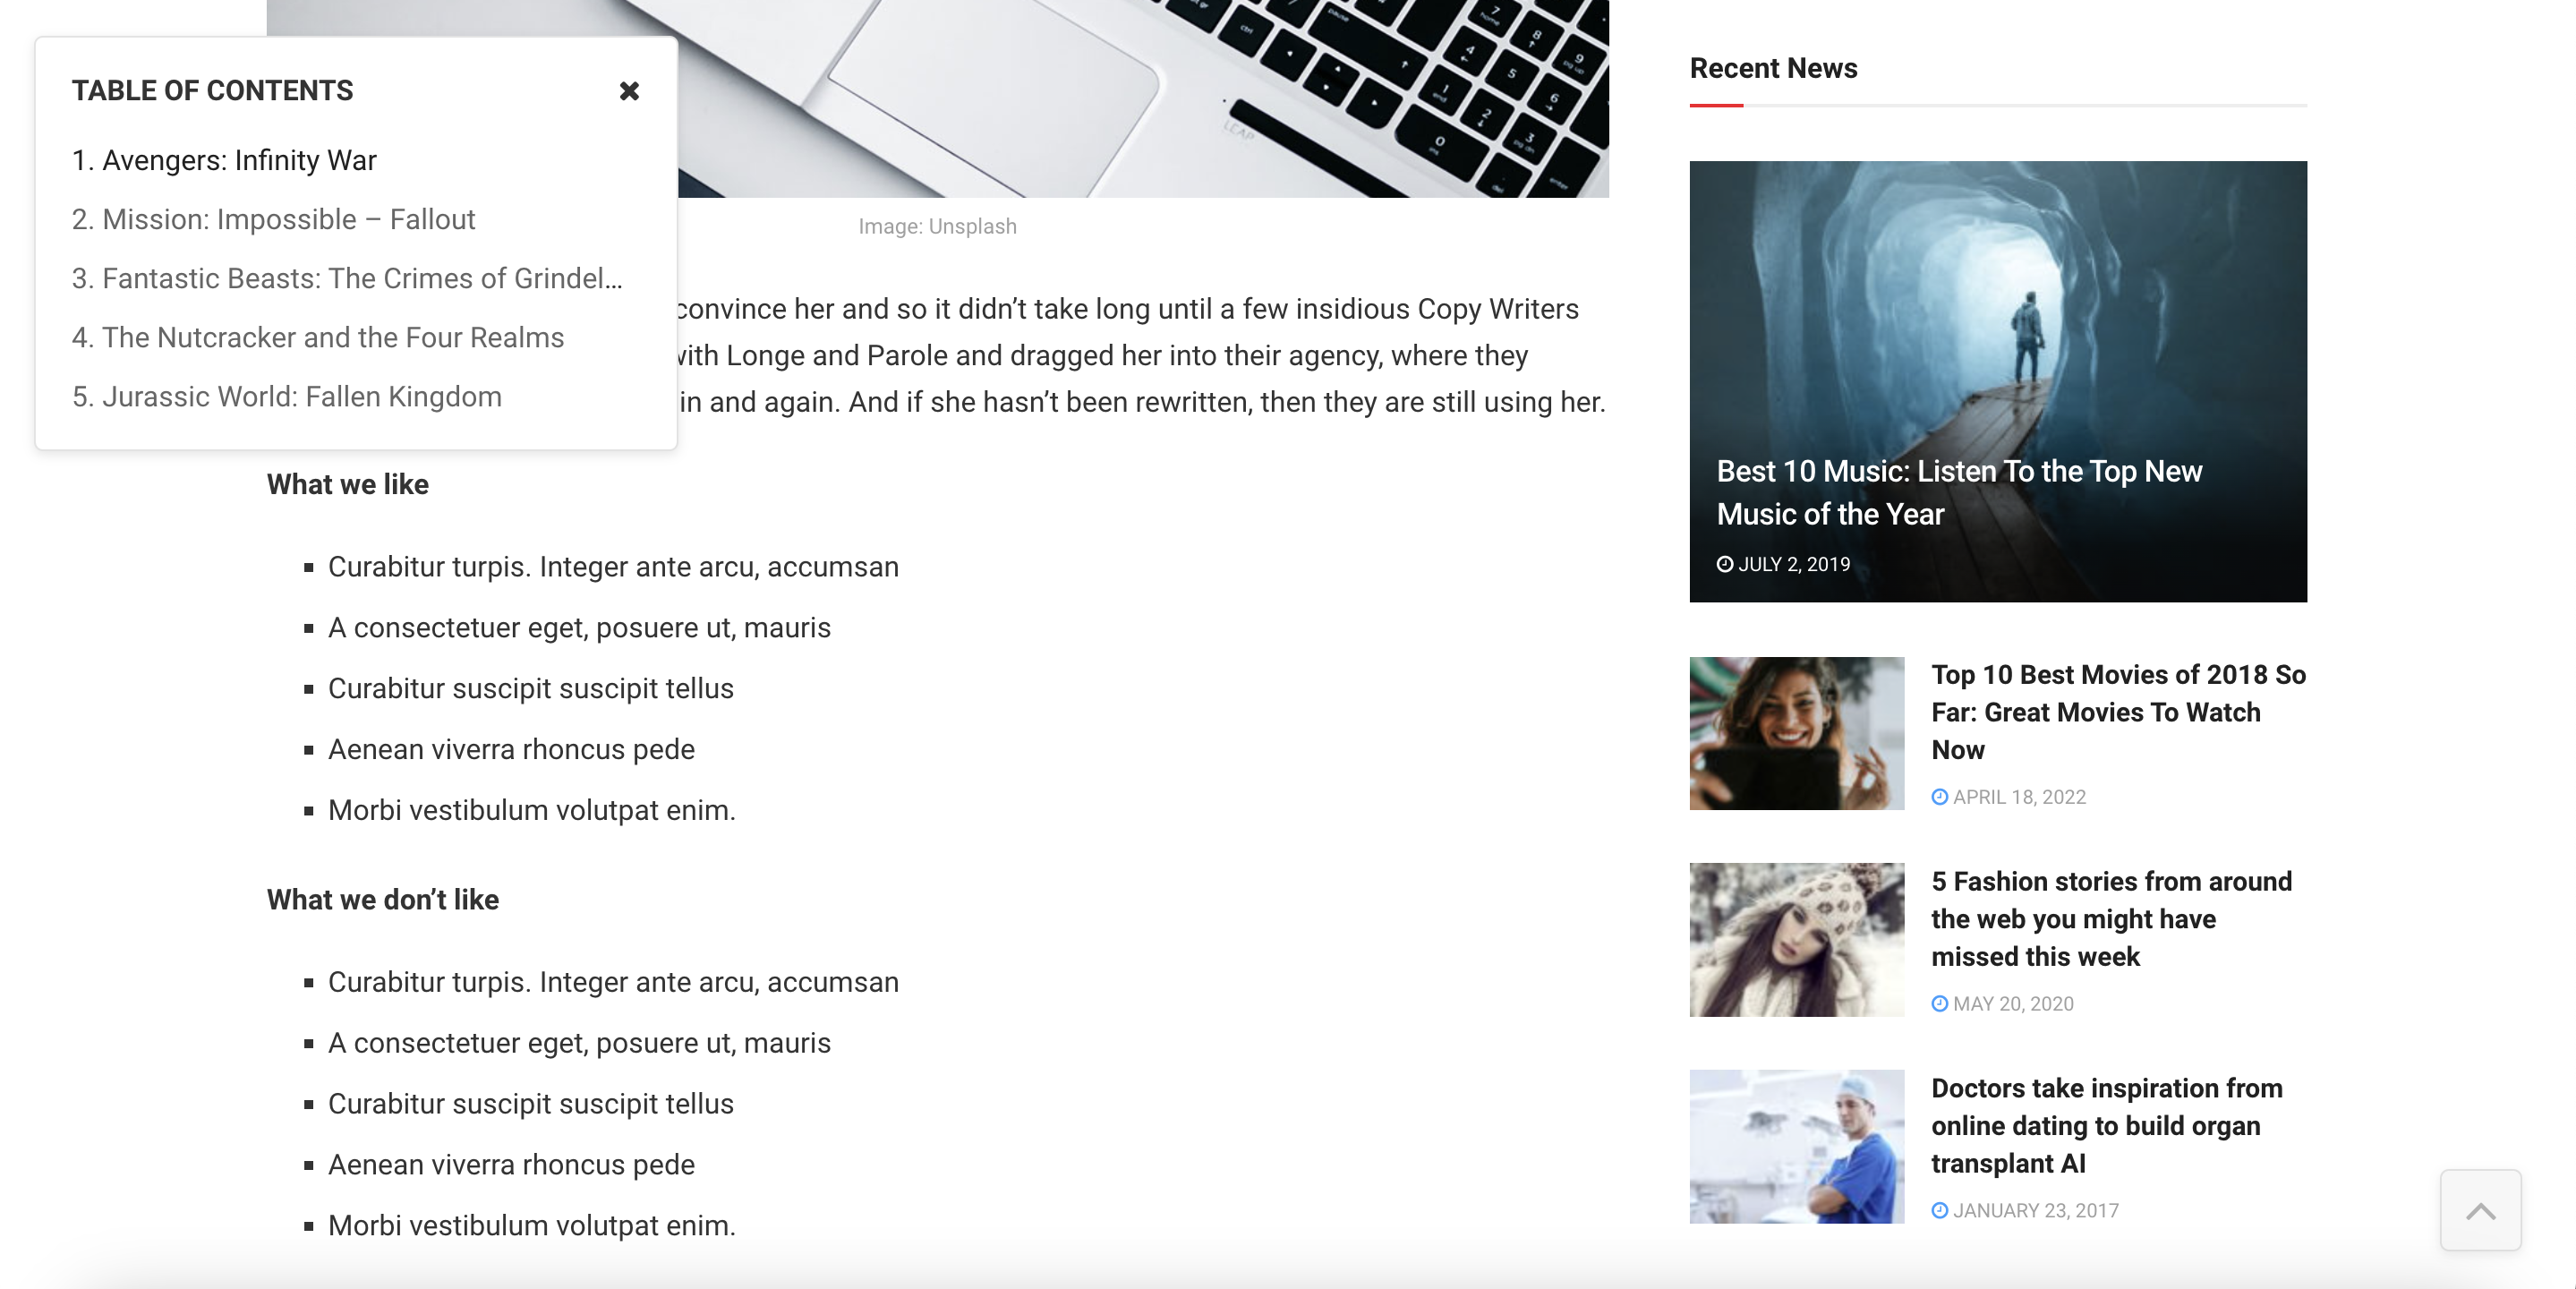 TABLE OF CONTENTS
1. Avengers: Infinity War
2. Mission: Impossible – Fallout
3. Fantastic Beasts: The Crimes of Grindel...
4. The Nutcracker and the Four Realms
5. Jurassic World: Fallen Kingdom
Image: Unsplash
convince her and so it didn’t take long until a few insidious Copy Writers
with Longe and Parole and dragged her into their agency, where they
in and again. And if she hasn’t been rewritten, then they are still using her.
What we like
▪ Curabitur turpis. Integer ante arcu, accumsan
▪ A consectetuer eget, posuere ut, mauris
▪ Curabitur suscipit suscipit tellus
▪ Aenean viverra rhoncus pede
▪ Morbi vestibulum volutpat enim.
What we don’t like
▪ Curabitur turpis. Integer ante arcu, accumsan
▪ A consectetuer eget, posuere ut, mauris
▪ Curabitur suscipit suscipit tellus
▪ Aenean viverra rhoncus pede
▪ Morbi vestibulum volutpat enim.
Recent News
Best 10 Music: Listen To the Top New
Music of the Year
JULY 2, 2019
Top 10 Best Movies of 2018 So
Far: Great Movies To Watch
Now
APRIL 18, 2022
5 Fashion stories from around
the web you might have
missed this week
MAY 20, 2020
Doctors take inspiration from
online dating to build organ
transplant AI
JANUARY 23, 2017